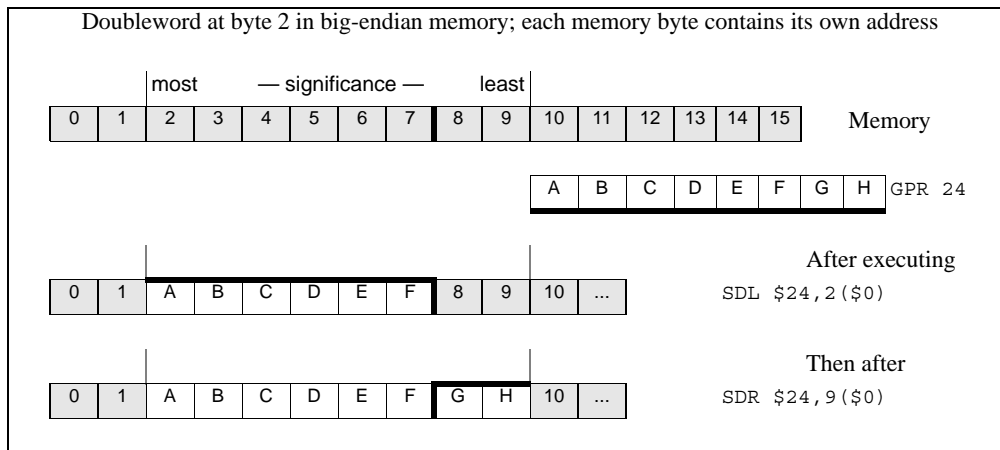 Doubleword at byte 2 in big-endian memory; each memory byte contains its own address
most — significance — least
0 1 2 3 4 5 6 7 8 9 10 11 12 13 14 15 Memory
A B C D E F G H GPR 24
After executing
0 1 A B C D E F 8 9 10 ... SDL $24,2($0)
Then after
0 1 A B C D E F G H 10 ... SDR $24,9($0)